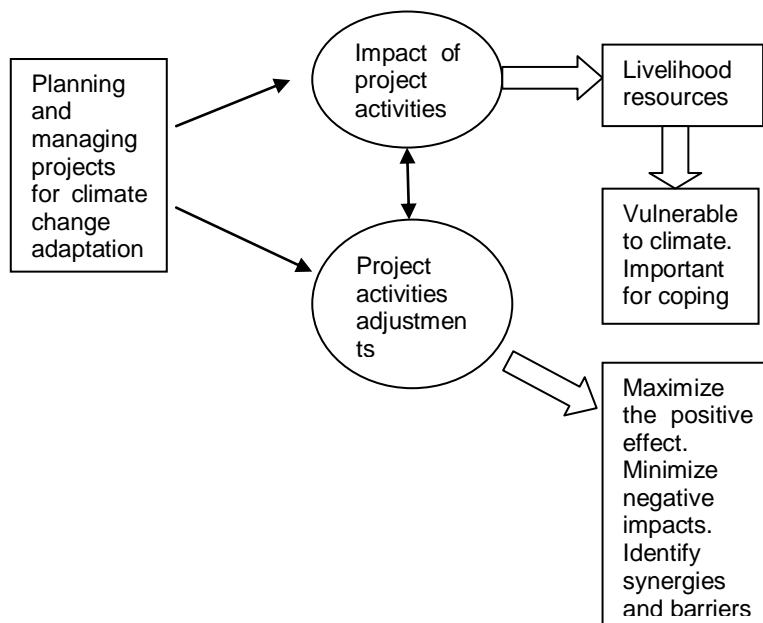 Planning
and
managing
projects
for climate
change
adaptation
Impact of
project
activities
Livelihood
resources
Vulnerable
to climate.
Important
for coping
Project
activities
adjustmen
ts
Maximize
the positive
effect.
Minimize
negative
impacts.
Identify
synergies
and barriers